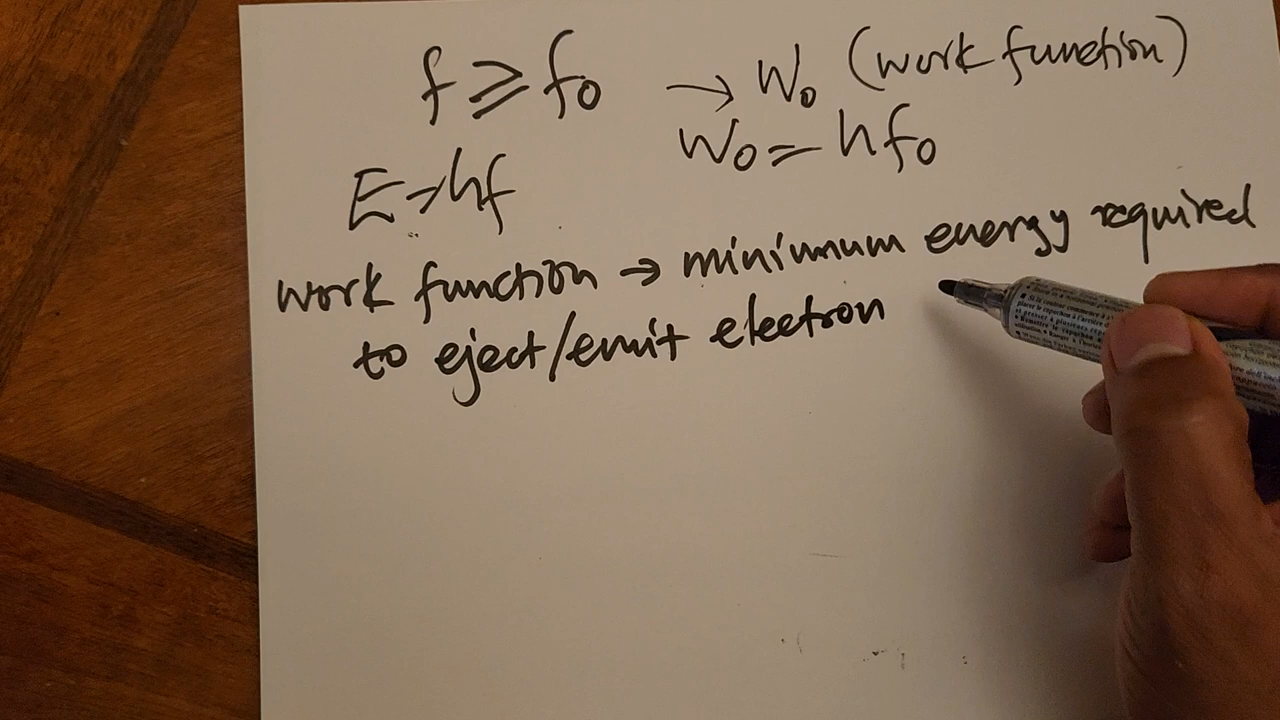 f ≥ f₀ → W₀ (work function)
W₀ = hf₀
E = hf
work function → minimum energy required
to eject/emit electron